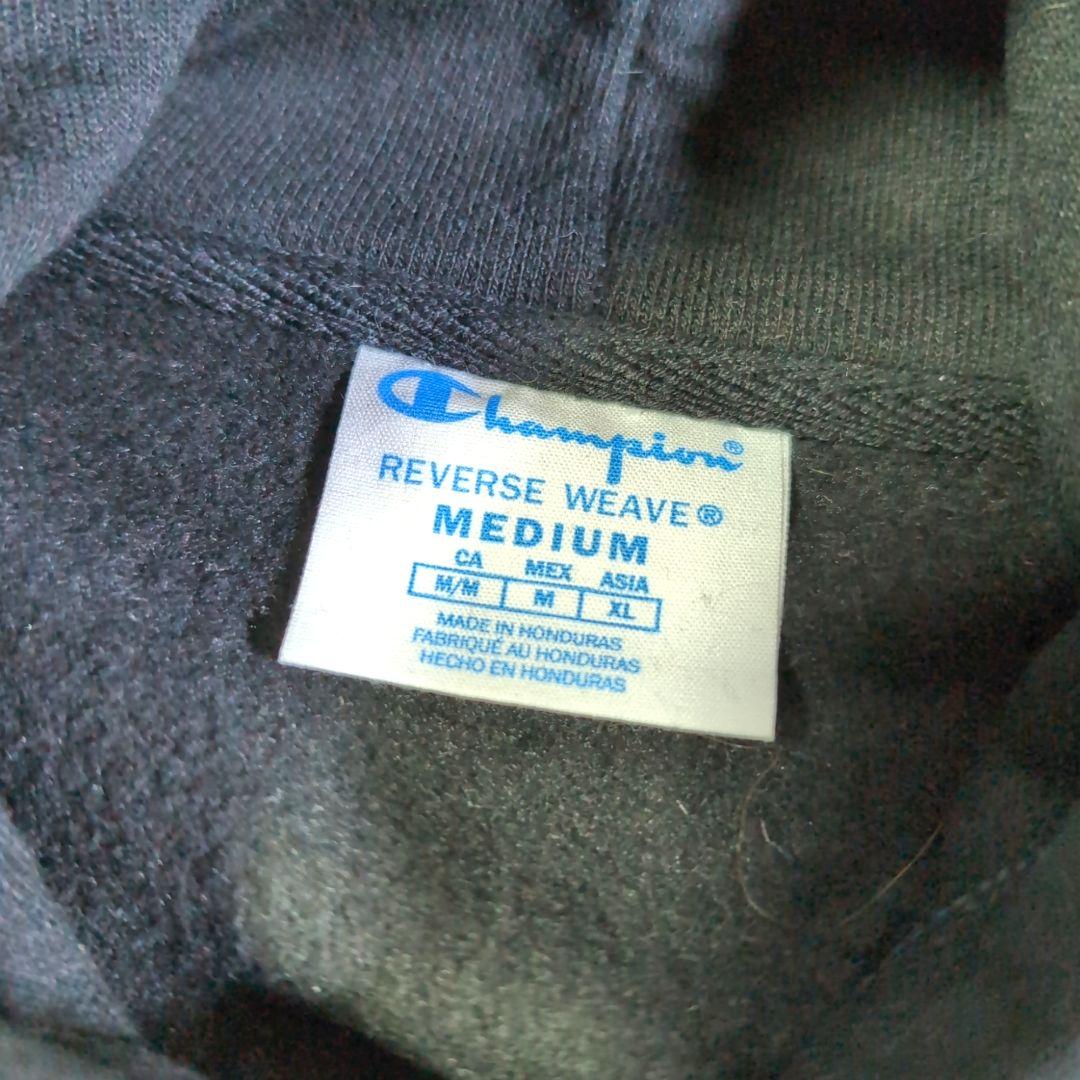 Champion®
REVERSE WEAVE®
MEDIUM
CA MEX ASIA
M/M M XL
MADE IN HONDURAS
FABRIQUÉ AU HONDURAS
HECHO EN HONDURAS